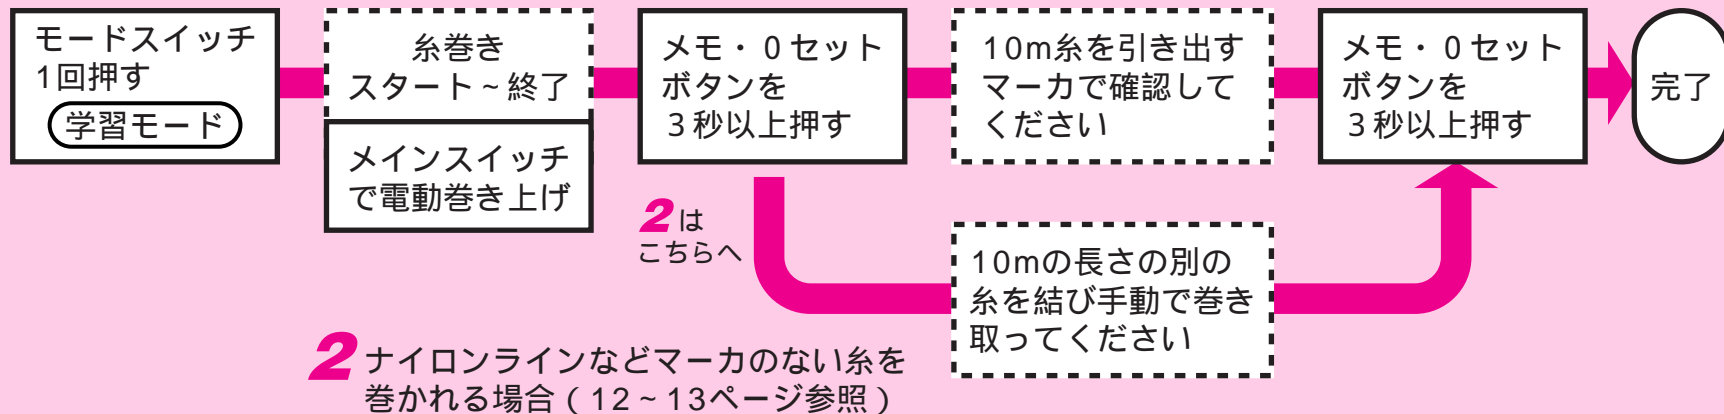 モードスイッチ
1回押す
学習モード
糸巻き
スタート~終了
メインスイッチ
で電動巻き上げ
メモ・0セット
ボタンを
3秒以上押す
10m糸を引き出す
マーカで確認して
ください
メモ・0セット
ボタンを
3秒以上押す
完了
2は
こちらへ
10mの長さの別の
糸を結び手動で巻き
取ってください
2 ナイロンラインなどマーカのない糸を
巻かれる場合(12~13ページ参照)